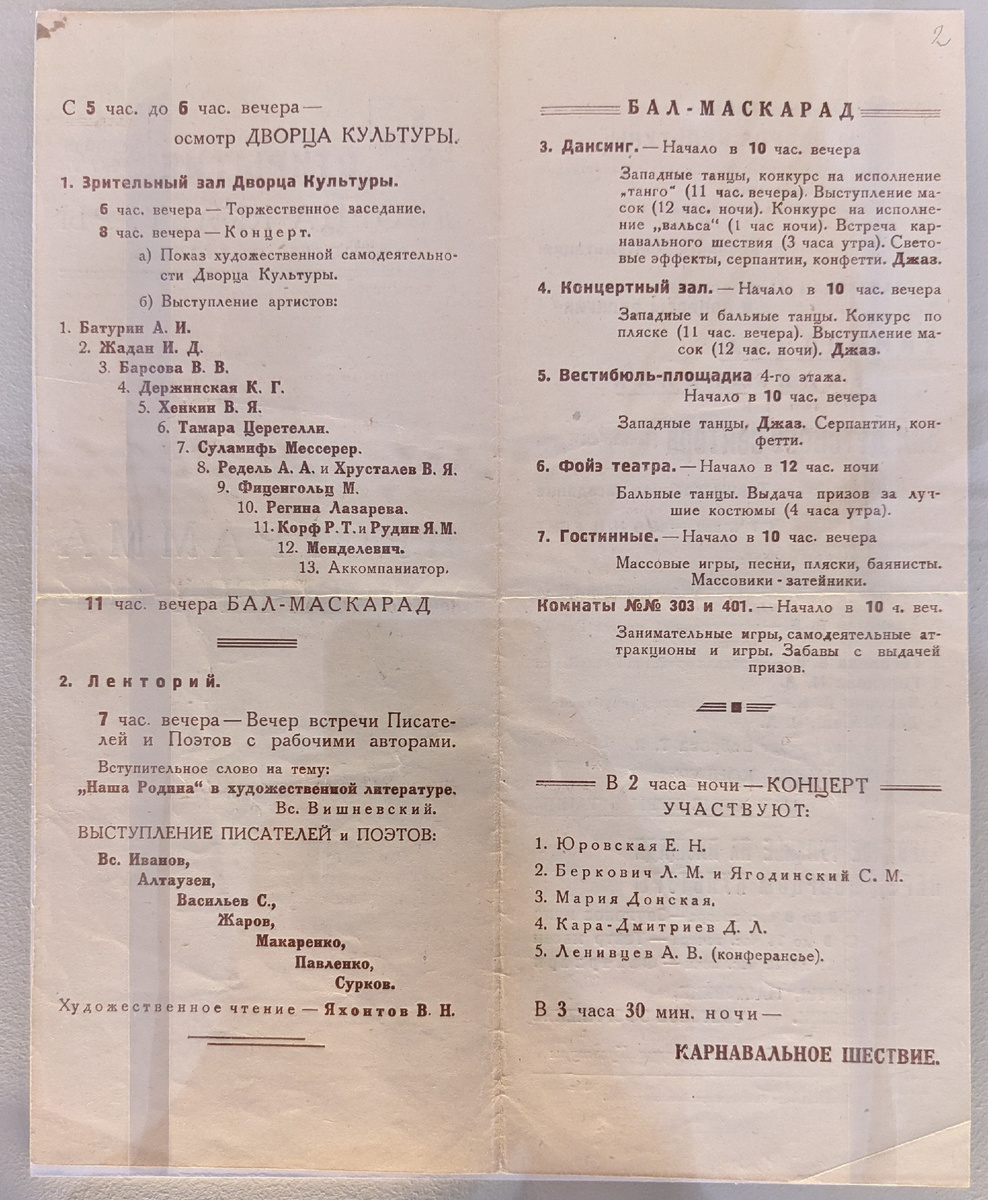 2
С 5 час. до 6 час. вечера —
осмотр ДВОРЦА КУЛЬТУРЫ.
1. Зрительный зал Дворца Культуры.
6 час. вечера — Торжественное заседание.
8 час. вечера — Концерт.
а) Показ художественной самодеятельно-
сти Дворца Культуры.
б) Выступление артистов:
1. Батурин А. И.
2. Жадан И. Д.
3. Барсова В. В.
4. Держинская К. Г.
5. Хенкин В. Я.
6. Тамара Церетелли.
7. Суламифь Мессерер.
8. Редель А. А. и Хрусталев В. Я.
9. Фиценгольц М.
10. Регина Лазарева.
11. Корф Р. Т. и Рудин Я. М.
12. Менделевич.
13. Аккомпаниатор.
11 час. вечера БАЛ-МАСКАРАД
2. Лекторий.
7 час. вечера — Вечер встречи Писате-
лей и Поэтов с рабочими авторами.
Вступительное слово на тему:
„Наша Родина“ в художественной литературе.
Вс. Вишневский.
ВЫСТУПЛЕНИЕ ПИСАТЕЛЕЙ и ПОЭТОВ:
Вс. Иванов,
Алтаузен,
Васильев С.,
Жаров,
Макаренко,
Павленко,
Сурков.
Художественное чтение — Яхонтов В. Н.
БАЛ-МАСКАРАД
3. Дансинг. — Начало в 10 час. вечера
Западные танцы, конкурс на исполнение
„танго“ (11 час. вечера). Выступление ма-
сок (12 час. ночи). Конкурс на исполне-
ние „вальса“ (1 час ночи). Встреча кар-
навального шествия (3 часа утра). Свето-
вые эффекты, серпантин, конфетти. Джаз.
4. Концертный зал. — Начало в 10 час. вечера
Западные и бальные танцы. Конкурс по
пляске (11 час. вечера). Выступление ма-
сок (12 час. ночи). Джаз.
5. Вестибюль-площадка 4-го этажа.
Начало в 10 час. вечера
Западные танцы. Джаз. Серпантин, кон-
фетти.
6. Фойэ театра. — Начало в 12 час. ночи
Бальные танцы. Выдача призов за луч-
шие костюмы (4 часа утра).
7. Гостинные. — Начало в 10 час. вечера
Массовые игры, песни, пляски, баянисты.
Массовики - затейники.
Комнаты №№ 303 и 401. — Начало в 10 ч. веч.
Занимательные игры, самодеятельные ат-
тракционы и игры. Забавы с выдачей
призов.
В 2 часа ночи — КОНЦЕРТ
УЧАСТВУЮТ:
1. Юровская Е. Н.
2. Беркович Л. М. и Ягодинский С. М.
3. Мария Донская.
4. Кара-Дмитриев Д. Л.
5. Ленивцев А. В. (конферансье).
В 3 часа 30 мин. ночи —
КАРНАВАЛЬНОЕ ШЕСТВИЕ.